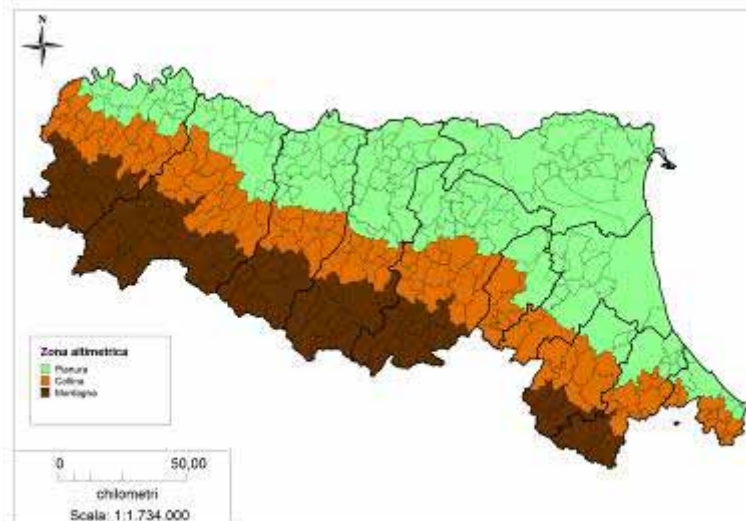 N
Zona altimetrica
Pianura
Collina
Montagna
0 50,00
chilometri
Scala: 1:1.734.000